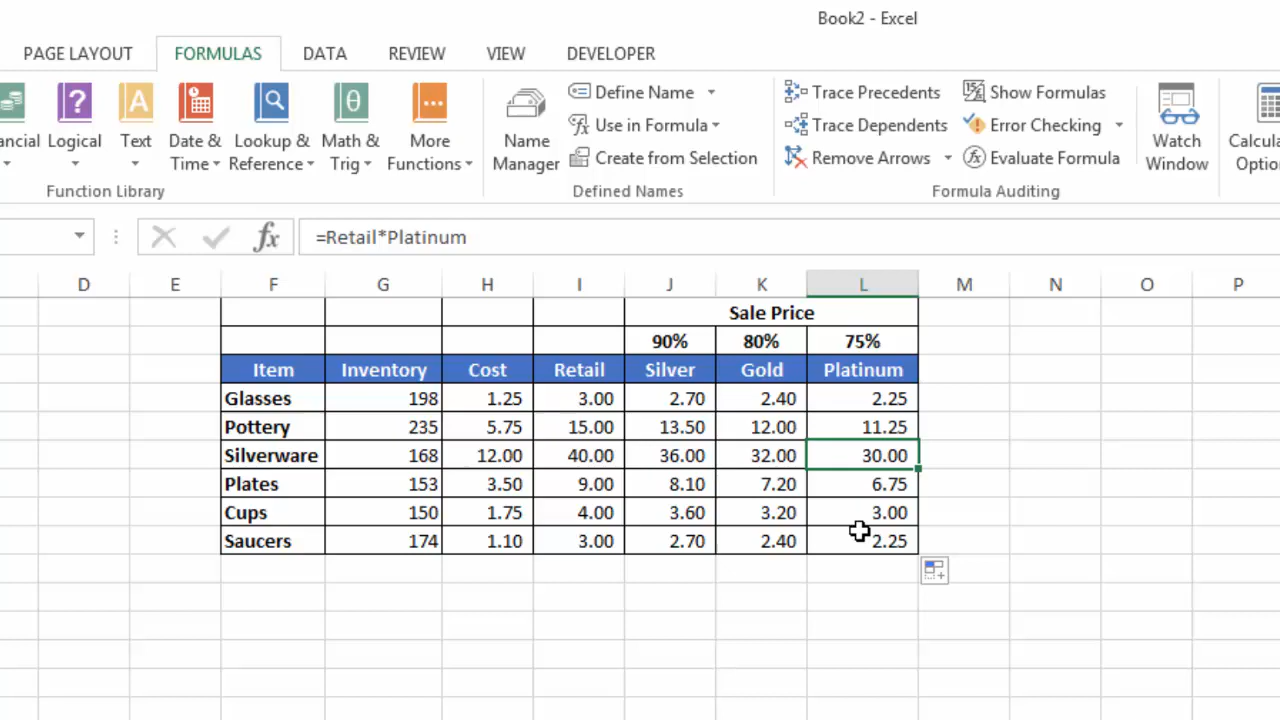 Book2 - Excel
PAGE LAYOUT FORMULAS DATA REVIEW VIEW DEVELOPER
ancial Logical Text Date & Time Lookup & Reference Math & Trig More Functions
Function Library
Name Manager
Define Name
Use in Formula
Create from Selection
Defined Names
Trace Precedents
Trace Dependents
Remove Arrows
Show Formulas
Error Checking
Evaluate Formula
Formula Auditing
Watch Window
Calcula
Optio
fx =Retail*Platinum
D E F G H I J K L M N O P
Sale Price
90% 80% 75%
Item Inventory Cost Retail Silver Gold Platinum
Glasses 198 1.25 3.00 2.70 2.40 2.25
Pottery 235 5.75 15.00 13.50 12.00 11.25
Silverware 168 12.00 40.00 36.00 32.00 30.00
Plates 153 3.50 9.00 8.10 7.20 6.75
Cups 150 1.75 4.00 3.60 3.20 3.00
Saucers 174 1.10 3.00 2.70 2.40 2.25